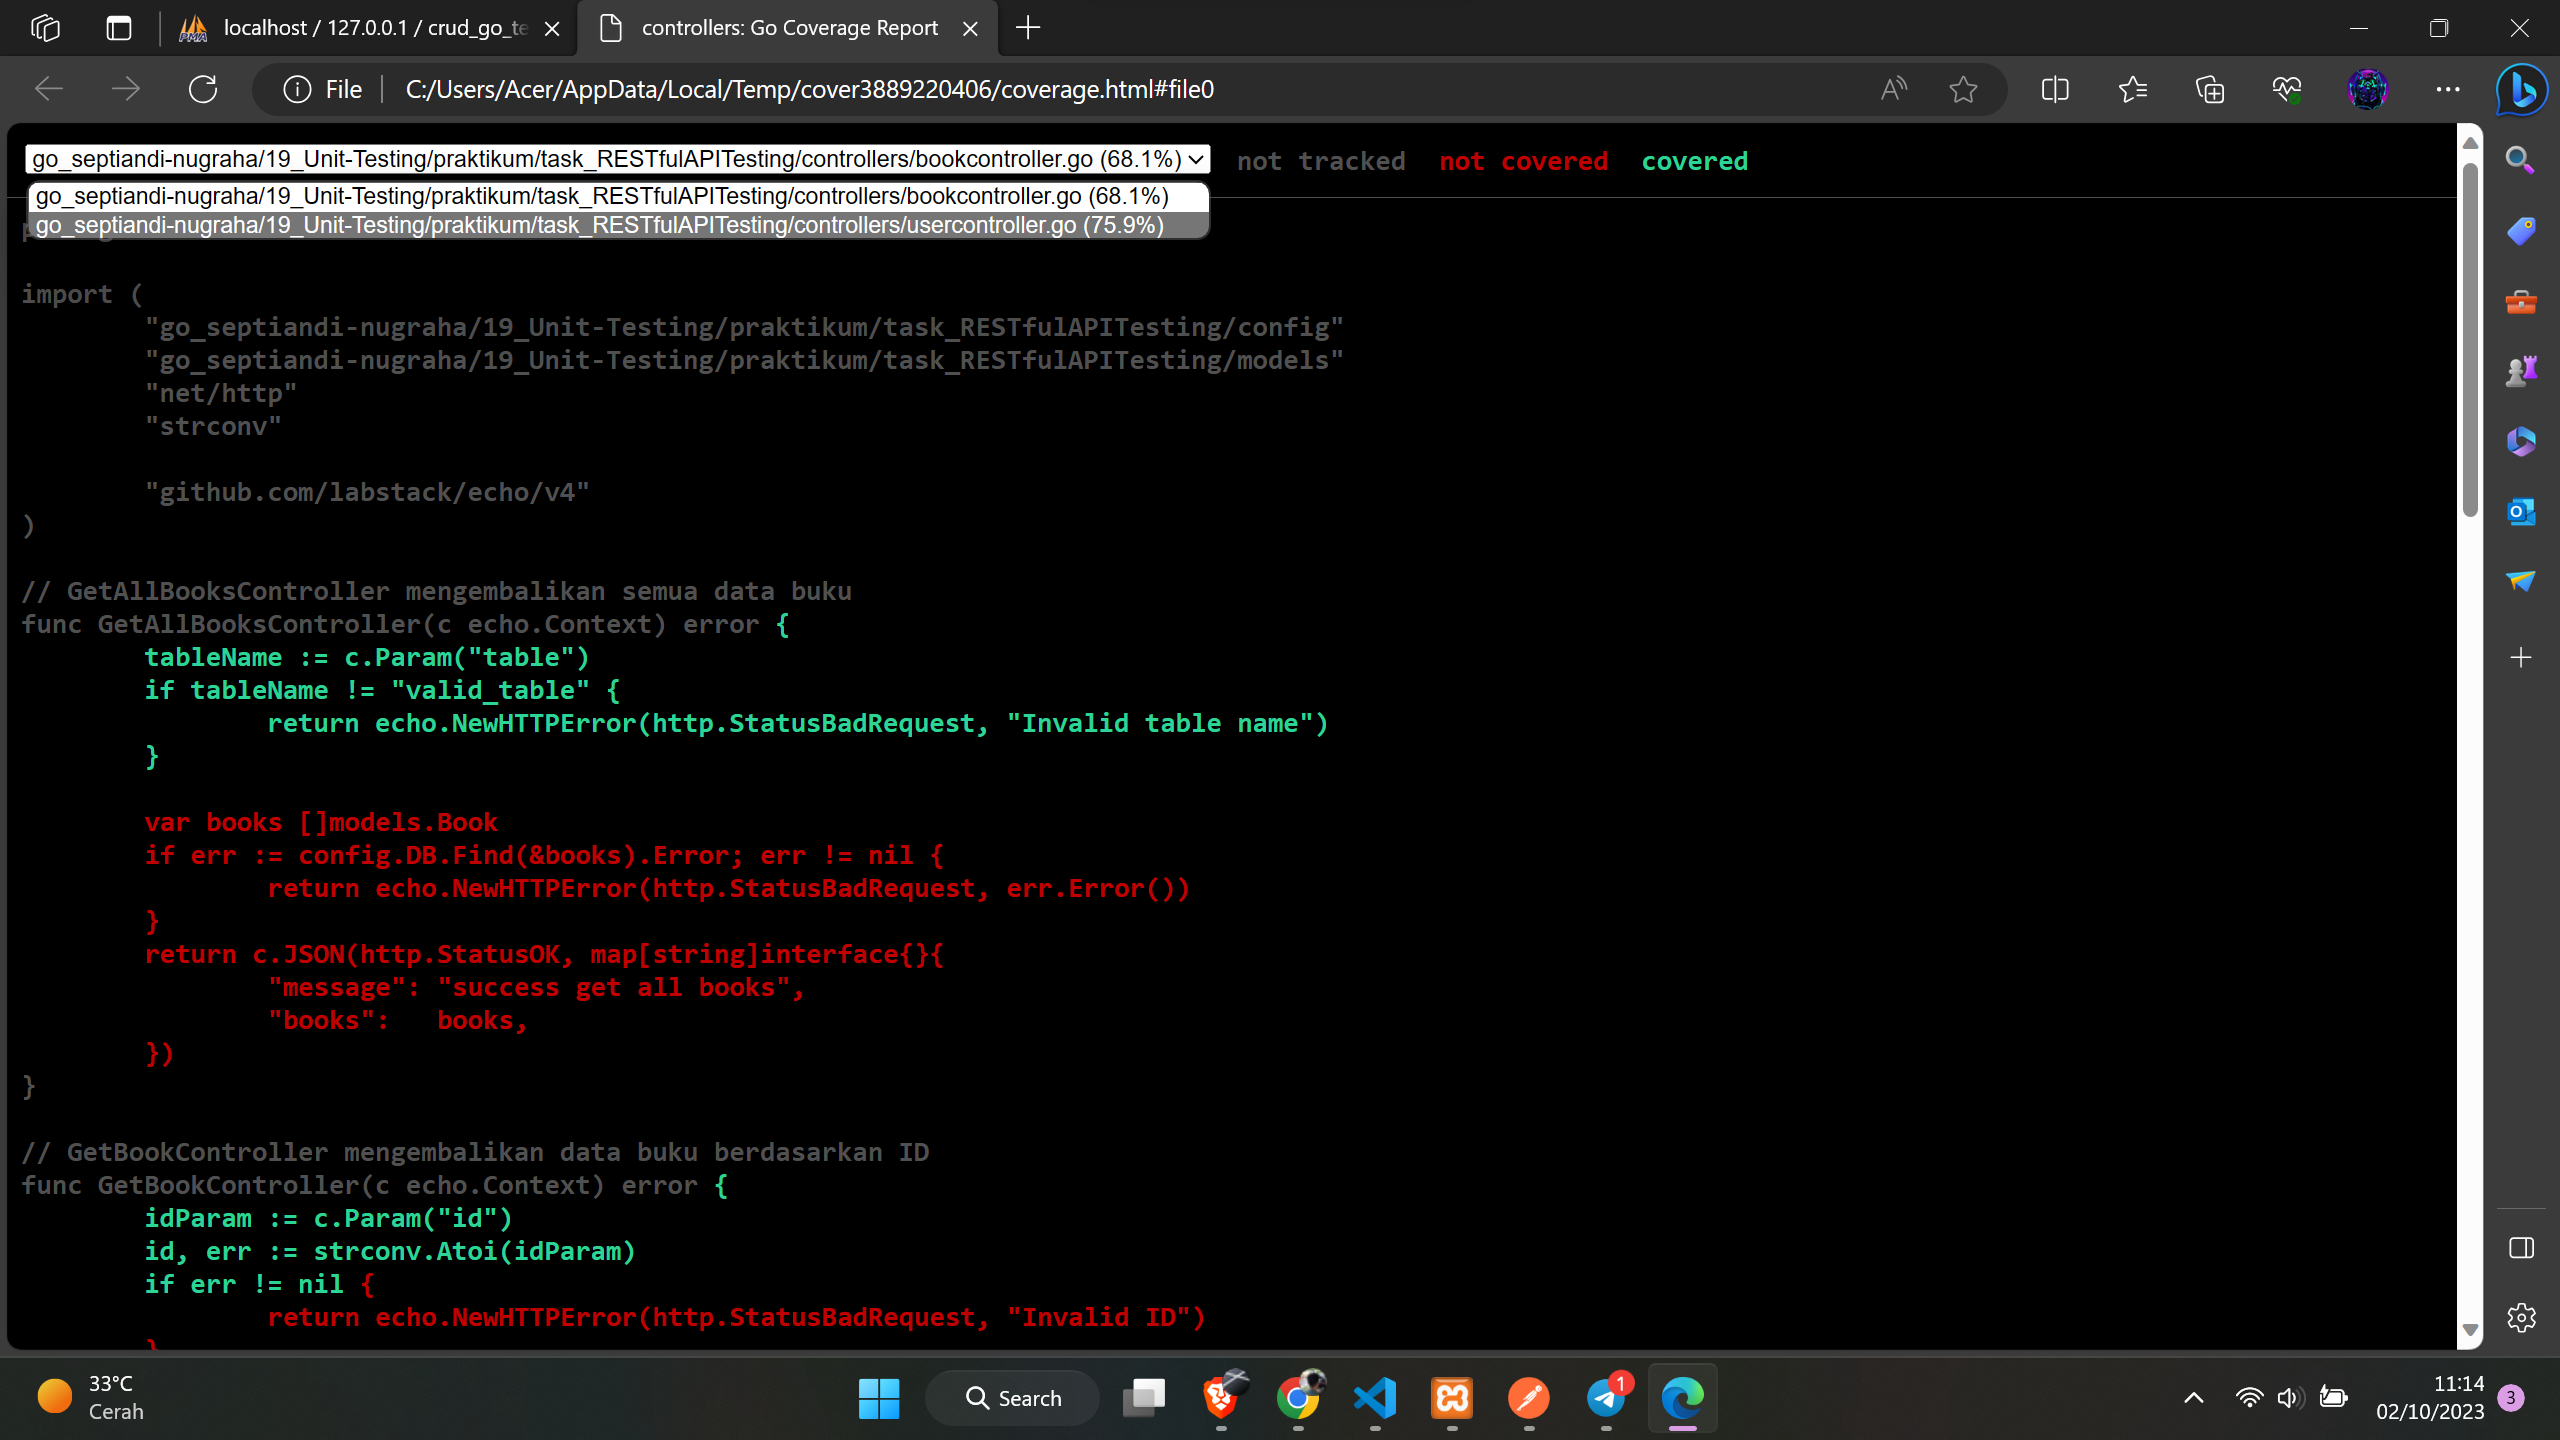 localhost / 127.0.0.1 / crud_go_te
controllers: Go Coverage Report
File
C:/Users/Acer/AppData/Local/Temp/cover3889220406/coverage.html#file0
go_septiandi-nugraha/19_Unit-Testing/praktikum/task_RESTfulAPITesting/controllers/bookcontroller.go (68.1%)
not tracked not covered covered
go_septiandi-nugraha/19_Unit-Testing/praktikum/task_RESTfulAPITesting/controllers/bookcontroller.go (68.1%)
go_septiandi-nugraha/19_Unit-Testing/praktikum/task_RESTfulAPITesting/controllers/usercontroller.go (75.9%)
import (
"go_septiandi-nugraha/19_Unit-Testing/praktikum/task_RESTfulAPITesting/config"
"go_septiandi-nugraha/19_Unit-Testing/praktikum/task_RESTfulAPITesting/models"
"net/http"
"strconv"
"github.com/labstack/echo/v4"
)
// GetAllBooksController mengembalikan semua data buku
func GetAllBooksController(c echo.Context) error {
tableName := c.Param("table")
if tableName != "valid_table" {
return echo.NewHTTPError(http.StatusBadRequest, "Invalid table name")
}
var books []models.Book
if err := config.DB.Find(&books).Error; err != nil {
return echo.NewHTTPError(http.StatusBadRequest, err.Error())
}
return c.JSON(http.StatusOK, map[string]interface{}{
"message": "success get all books",
"books":   books,
})
}
// GetBookController mengembalikan data buku berdasarkan ID
func GetBookController(c echo.Context) error {
idParam := c.Param("id")
id, err := strconv.Atoi(idParam)
if err != nil {
return echo.NewHTTPError(http.StatusBadRequest, "Invalid ID")
}
33°C
Cerah
Search
1
11:14
02/10/2023
3